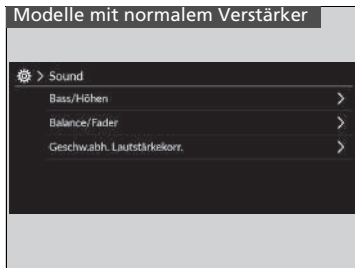 Modelle mit normalem Verstärker
> Sound
Bass/Höhen >
Balance/Fader >
Geschw.abh. Lautstärkekorr. >